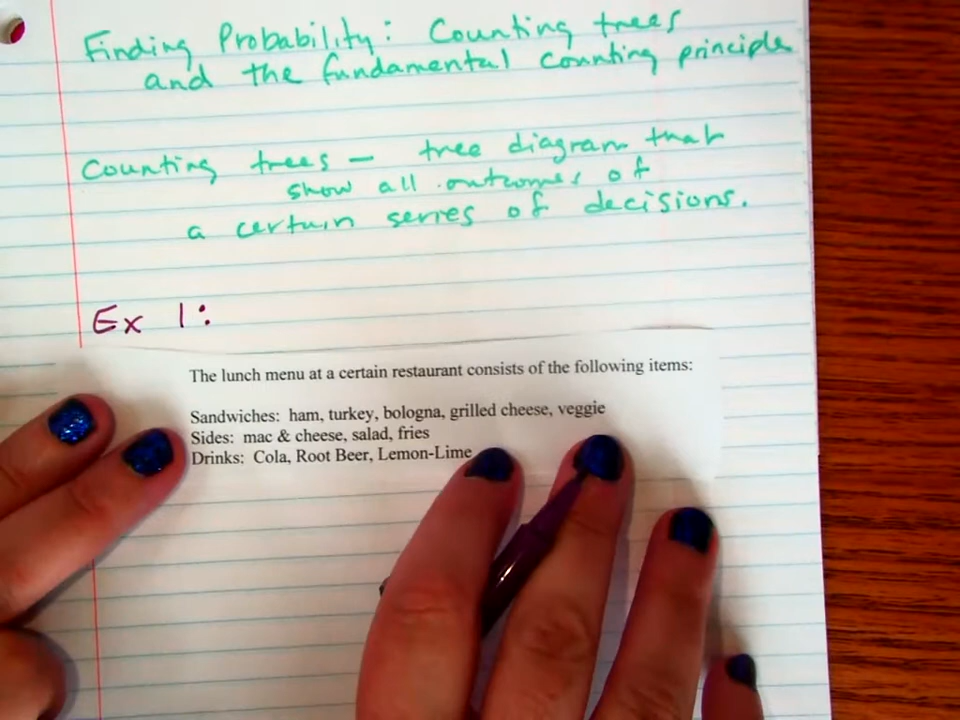 Finding Probability: Counting trees
and the fundamental counting principle
Counting trees – tree diagram that
show all outcomes of
a certain series of decisions.
Ex 1:
The lunch menu at a certain restaurant consists of the following items:
Sandwiches: ham, turkey, bologna, grilled cheese, veggie
Sides: mac & cheese, salad, fries
Drinks: Cola, Root Beer, Lemon-Lime